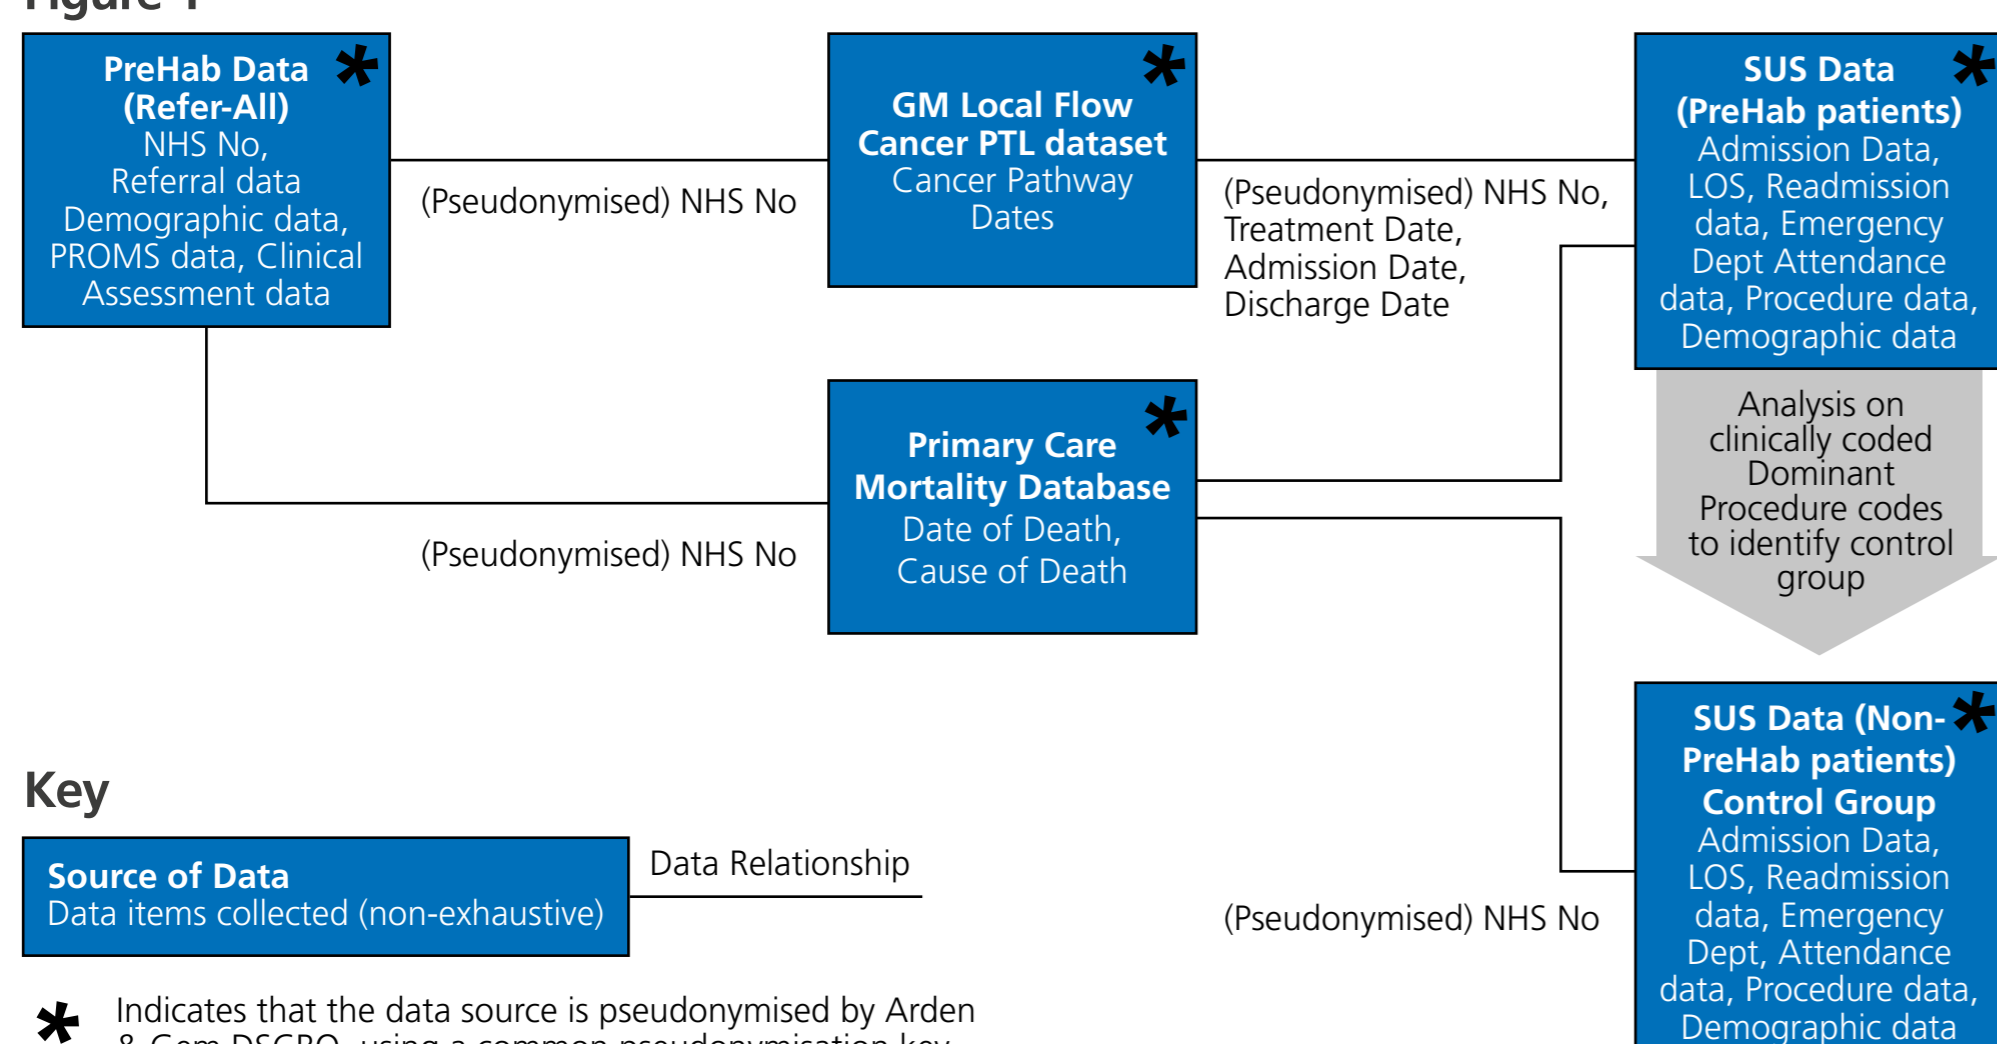 PreHab Data
(Refer-All)
NHS No,
Referral data
Demographic data,
PROMS data, Clinical
Assessment data
(Pseudonymised) NHS No
GM Local Flow
Cancer PTL dataset
Cancer Pathway
Dates
(Pseudonymised) NHS No,
Treatment Date,
Admission Date,
Discharge Date
SUS Data
(PreHab patients)
Admission Data,
LOS, Readmission
data, Emergency
Dept Attendance
data, Procedure data,
Demographic data
(Pseudonymised) NHS No
Primary Care
Mortality Database
Date of Death,
Cause of Death
Analysis on
clinically coded
Dominant
Procedure codes
to identify control
group
(Pseudonymised) NHS No
SUS Data (Non-
PreHab patients)
Control Group
Admission Data,
LOS, Readmission
data, Emergency
Dept, Attendance
data, Procedure data,
Demographic data
Key
Source of Data
Data items collected (non-exhaustive)
Data Relationship
* Indicates that the data source is pseudonymised by Arden
& Gem DSCRO, using a common pseudonymisation key